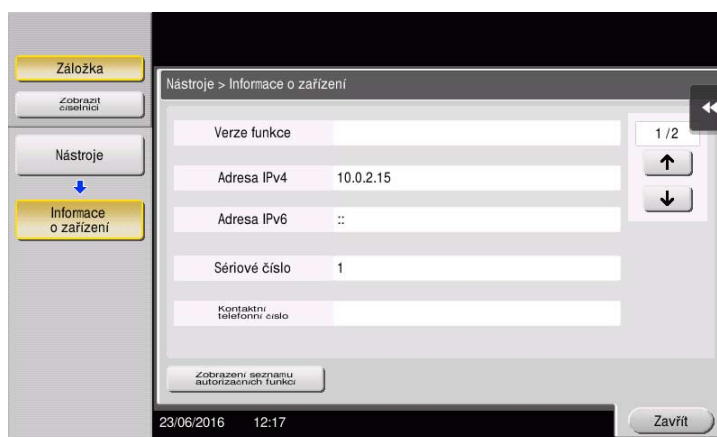 Záložka
Zobrazit
číselnici
Nástroje
Informace
o zařízení
Nástroje > Informace o zařízení
Verze funkce
1 /2
Adresa IPv4 10.0.2.15
Adresa IPv6 ::
Sériové číslo 1
Kontaktní
telefonní číslo
Zobrazení seznamu
autorizačních funkcí
23/06/2016 12:17
Zavřít